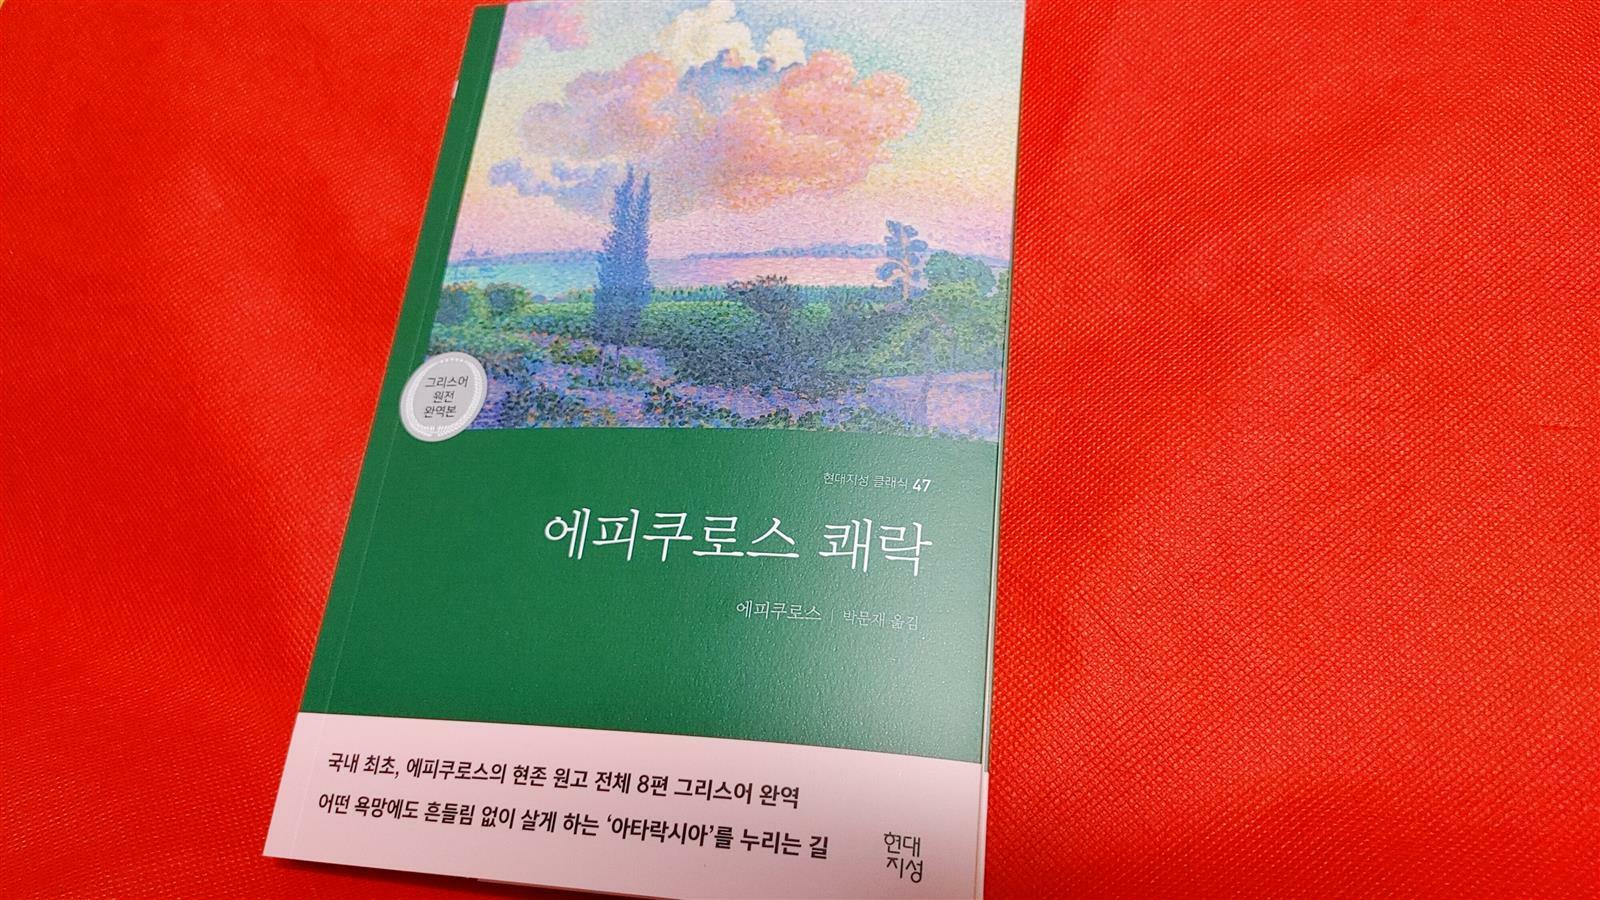 그리스어
원전
완역본
현대지성 클래식 47
에피쿠로스 쾌락
에피쿠로스 | 박문재 옮김
국내 최초, 에피쿠로스의 현존 원고 전체 8편 그리스어 완역
어떤 욕망에도 흔들림 없이 살게 하는 ‘아타락시아’를 누리는 길
현대
지성